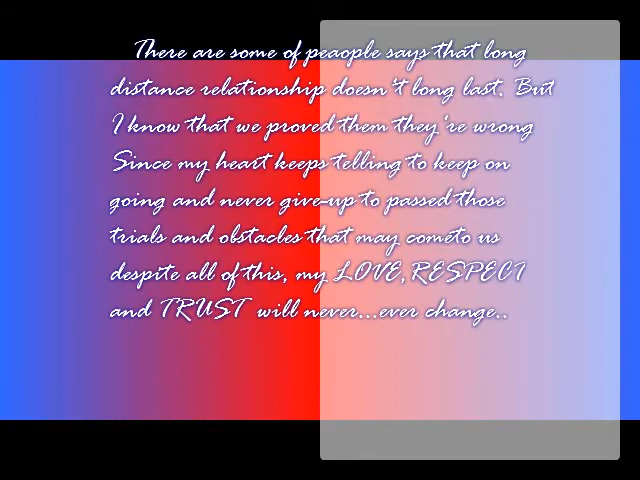 There are some of peaople says that long
distance relationship doesn't long last. But
I know that we proved them they're wrong
Since my heart keeps telling to keep on
going and never give-up to passed those
trials and obstacles that may cometo us
despite all of this, my LOVE, RESPECT
and TRUST will never...ever change..